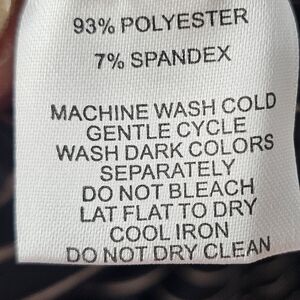 93% POLYESTER
7% SPANDEX
MACHINE WASH COLD
GENTLE CYCLE
WASH DARK COLORS
SEPARATELY
DO NOT BLEACH
LAT FLAT TO DRY
COOL IRON
DO NOT DRY CLEAN